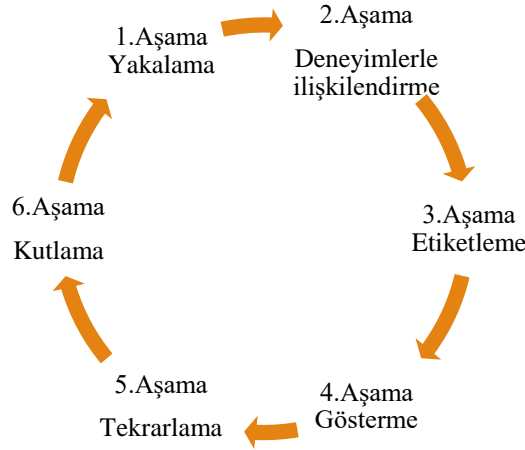 1.Aşama
Yakalama
2.Aşama
Deneyimlerle
ilişkilendirme
3.Aşama
Etiketleme
4.Aşama
Gösterme
5.Aşama
Tekrarlama
6.Aşama
Kutlama